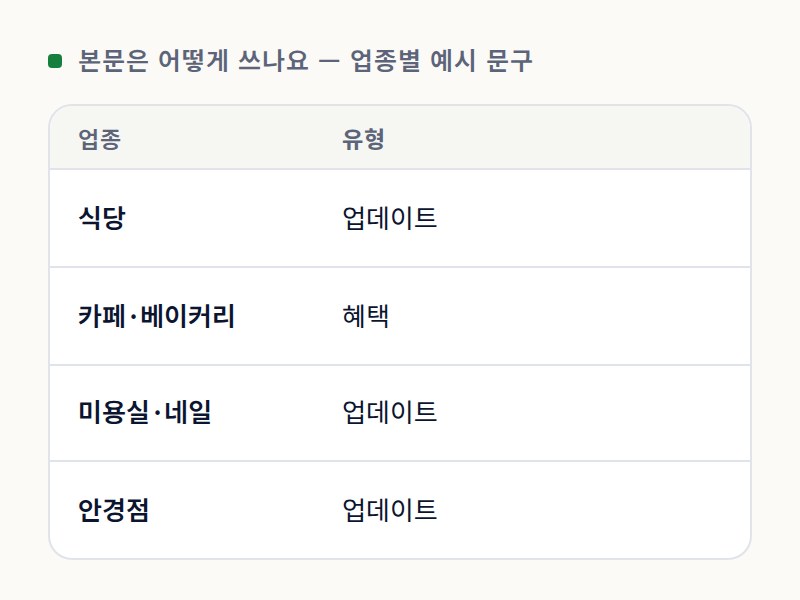 본문은 어떻게 쓰나요 — 업종별 예시 문구
업종 유형
식당 업데이트
카페·베이커리 혜택
미용실·네일 업데이트
안경점 업데이트